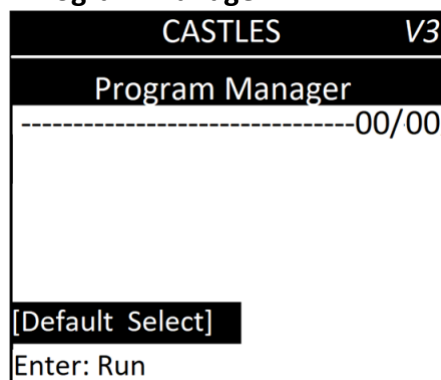 CASTLES V3
Program Manager
--------------------------------00/00
[Default Select]
Enter: Run